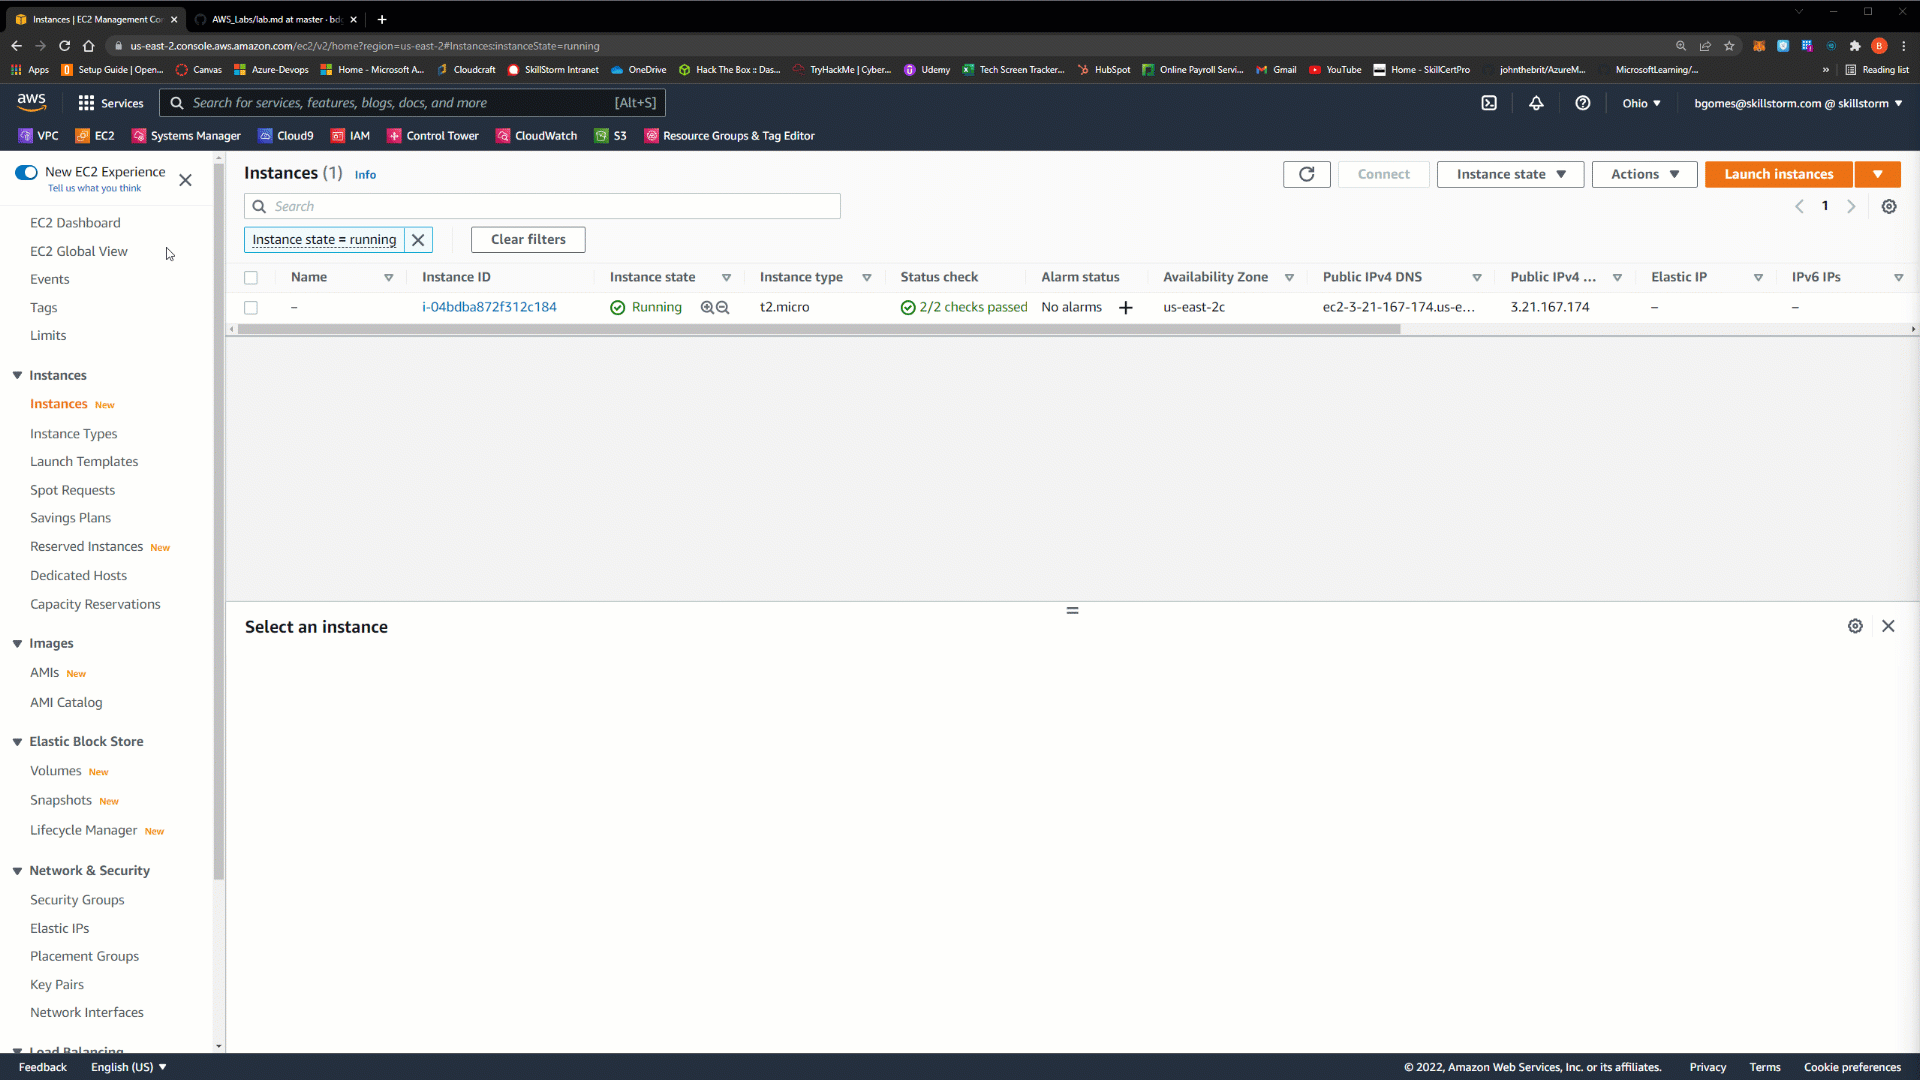 Instances | EC2 Management Con
AWS_Labs/lab.md at master · bdg
us-east-2.console.aws.amazon.com/ec2/v2/home?region=us-east-2#Instances:instanceState=running
Apps
Setup Guide | Open...
Canvas
Azure-Devops
Home - Microsoft A...
Cloudcraft
SkillStorm Intranet
OneDrive
Hack The Box :: Das...
TryHackMe | Cyber...
Udemy
Tech Screen Tracker...
HubSpot
Online Payroll Servi...
Gmail
YouTube
Home - SkillCertPro
johnthebrit/AzureM...
MicrosoftLearning/...
»
Reading list
aws
Services
Search for services, features, blogs, docs, and more
[Alt+S]
Ohio
bgomes@skillstorm.com @ skillstorm
VPC
EC2
Systems Manager
Cloud9
IAM
Control Tower
CloudWatch
S3
Resource Groups & Tag Editor
New EC2 Experience
Tell us what you think
EC2 Dashboard
EC2 Global View
Events
Tags
Limits
Instances
Instances New
Instance Types
Launch Templates
Spot Requests
Savings Plans
Reserved Instances New
Dedicated Hosts
Capacity Reservations
Images
AMIs New
AMI Catalog
Elastic Block Store
Volumes New
Snapshots New
Lifecycle Manager New
Network & Security
Security Groups
Elastic IPs
Placement Groups
Key Pairs
Network Interfaces
Load Balancing
Instances (1) Info
Connect
Instance state
Actions
Launch instances
Search
1
Instance state = running
Clear filters
Name
Instance ID
Instance state
Instance type
Status check
Alarm status
Availability Zone
Public IPv4 DNS
Public IPv4 ...
Elastic IP
IPv6 IPs
–
i-04bdba872f312c184
Running
t2.micro
2/2 checks passed
No alarms
us-east-2c
ec2-3-21-167-174.us-e...
3.21.167.174
–
–
Select an instance
Feedback
English (US)
© 2022, Amazon Web Services, Inc. or its affiliates.
Privacy
Terms
Cookie preferences